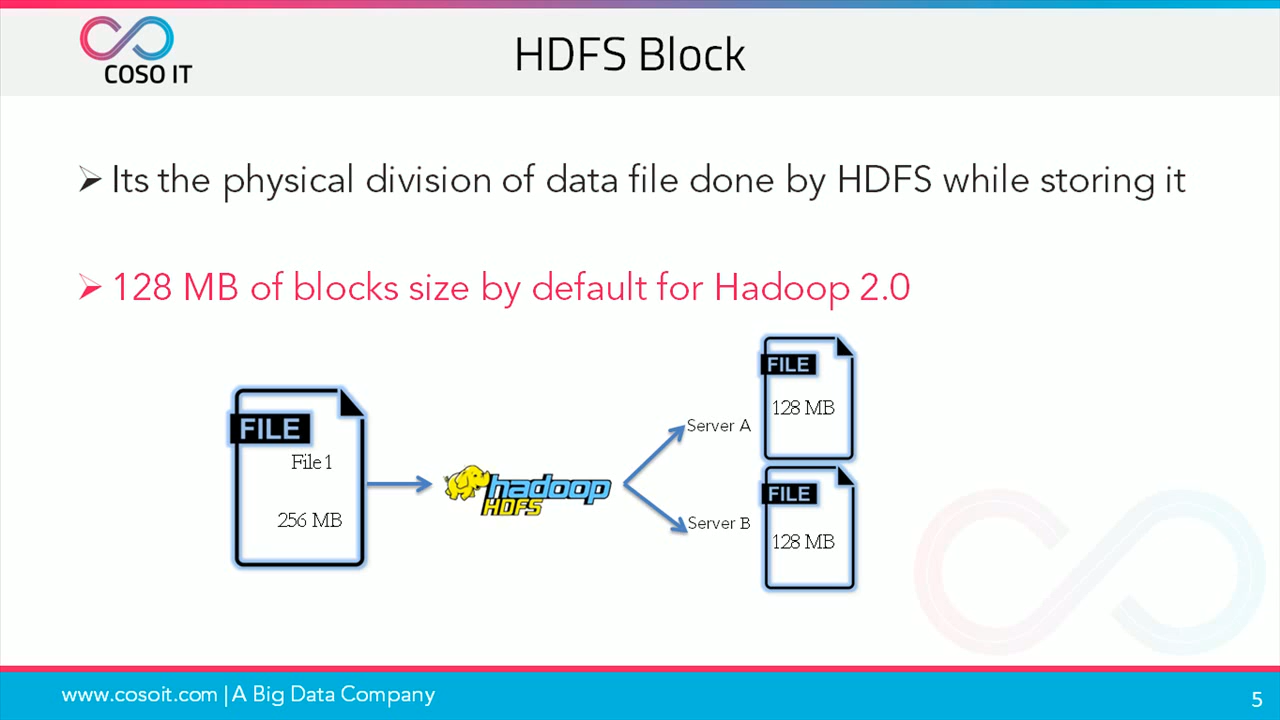 COSO IT
HDFS Block
Its the physical division of data file done by HDFS while storing it
128 MB of blocks size by default for Hadoop 2.0
FILE
File1
256 MB
hadoop
HDFS
Server A
FILE
128 MB
Server B
FILE
128 MB
www.cosoit.com | A Big Data Company
5